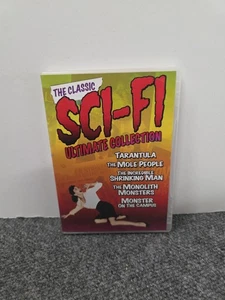 THE CLASSIC
SCI-FI
ULTIMATE COLLECTION
TARANTULA
THE MOLE PEOPLE
THE INCREDIBLE
SHRINKING MAN
THE MONOLITH
MONSTERS
MONSTER
ON THE CAMPUS